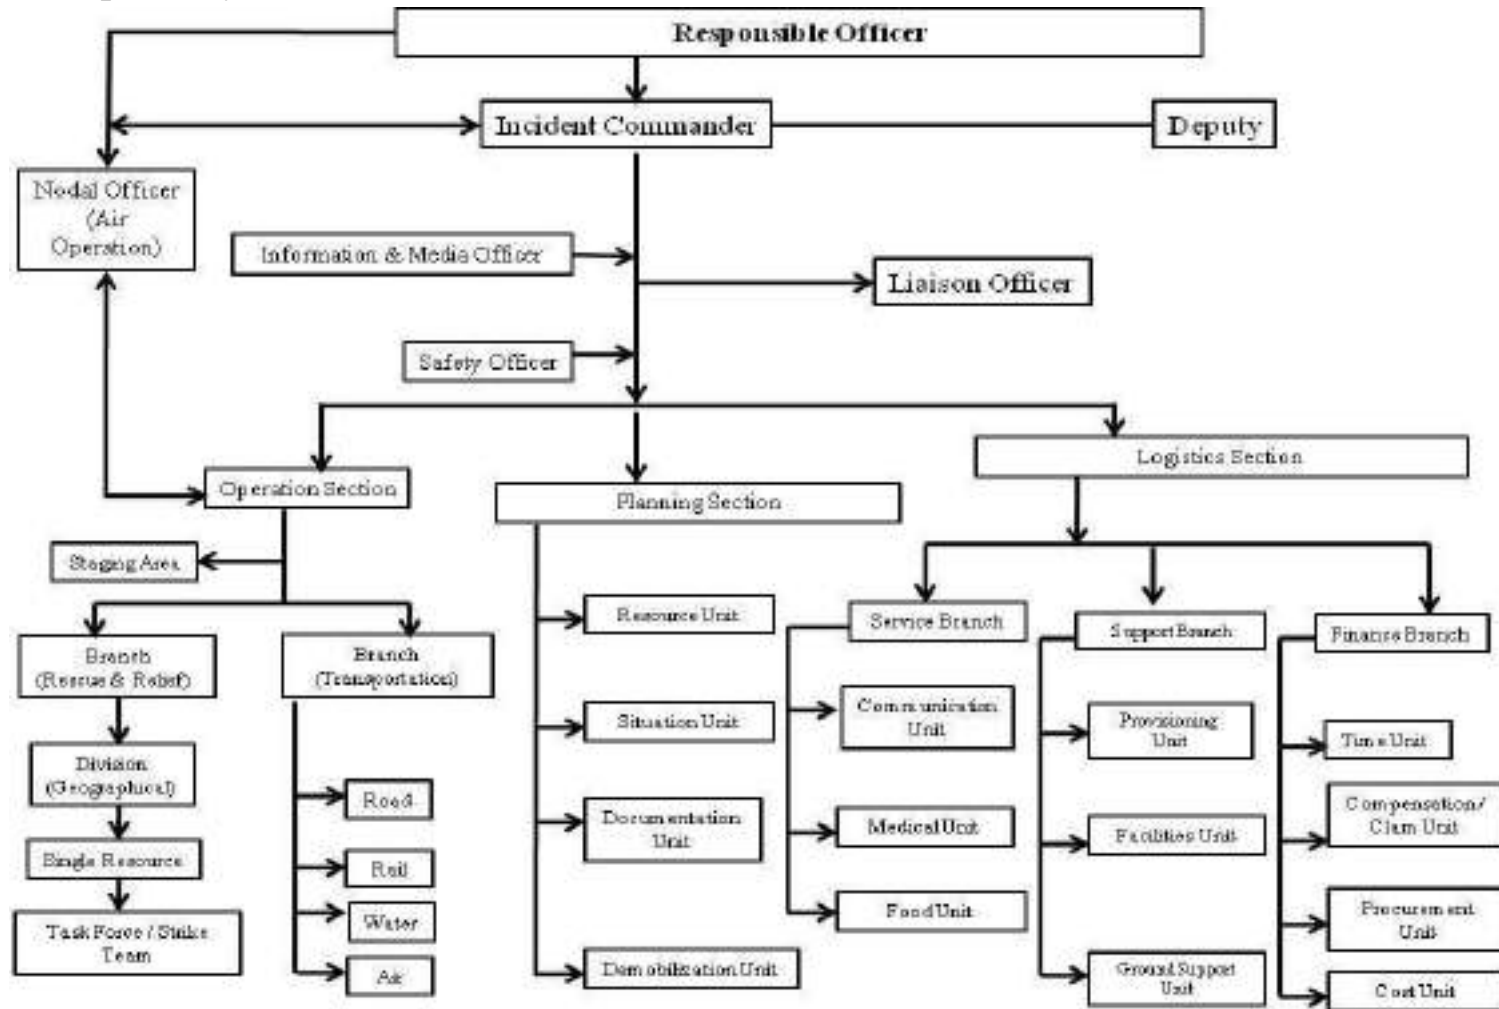 Responsible Officer
Incident Commander
Deputy
Nodal Officer
(Air
Operation)
Information & Media Officer
Liaison Officer
Safety Officer
Operation Section
Planning Section
Logistics Section
Staging Area
Branch
(Rescue & Relief)
Branch
(Transportation)
Division
(Geographical)
Single Resource
Task Force / Strike
Team
Road
Rail
Water
Air
Resource Unit
Situation Unit
Documentation
Unit
Demobilization Unit
Service Branch
Communication
Unit
Medical Unit
Food Unit
Support Branch
Provisioning
Unit
Facilities Unit
Ground Support
Unit
Finance Branch
Time Unit
Compensation /
Clam Unit
Procurement
Unit
Cost Unit